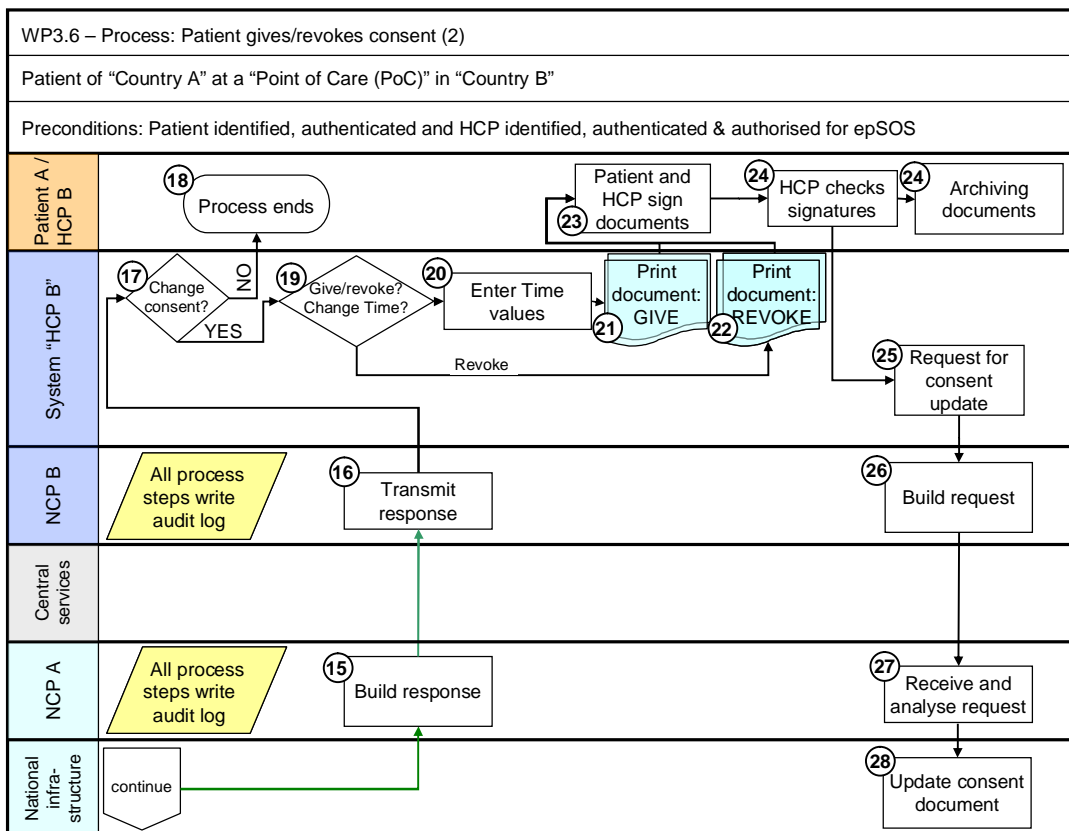 WP3.6 – Process: Patient gives/revokes consent (2)
Patient of “Country A” at a “Point of Care (PoC)” in “Country B”
Preconditions: Patient identified, authenticated and HCP identified, authenticated & authorised for epSOS
Patient A /
HCP B
18
Process ends
23
Patient and
HCP sign
documents
24
HCP checks
signatures
24
Archiving
documents
System “HCP B”
17
Change
consent?
NO
YES
19
Give/revoke?
Change Time?
20
Enter Time
values
21
Print
document:
GIVE
22
Print
document:
REVOKE
Revoke
25
Request for
consent
update
NCP B
All process
steps write
audit log
16
Transmit
response
26
Build request
Central
services
NCP A
All process
steps write
audit log
15
Build response
27
Receive and
analyse request
National
infra-
structure
continue
28
Update consent
document